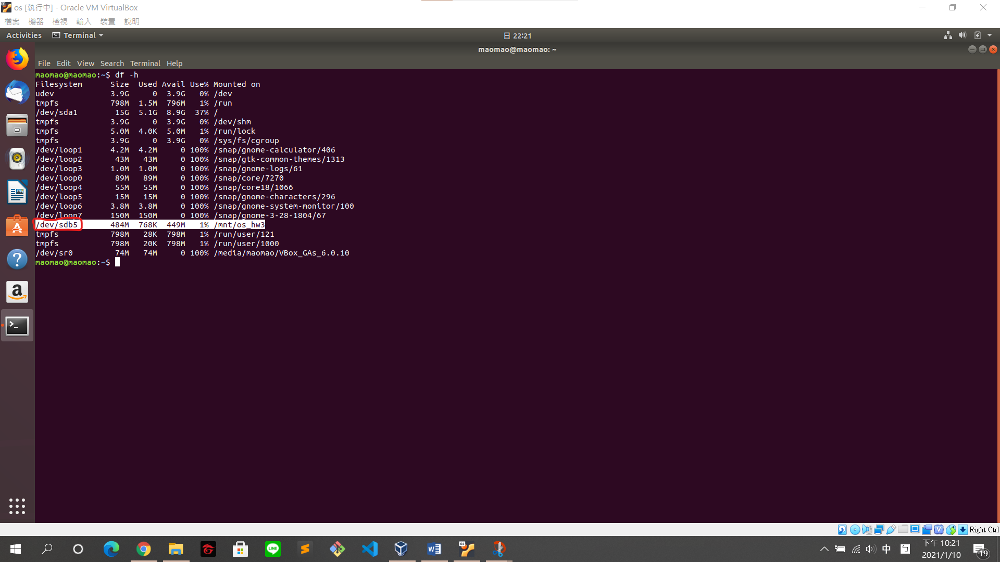 os [執行中] - Oracle VM VirtualBox
檔案 機器 檢視 輸入 裝置 說明
Activities Terminal 日 22:21
maomao@maomao: ~
File Edit View Search Terminal Help
maomao@maomao:~$ df -h
Filesystem Size Used Avail Use% Mounted on
udev 3.9G 0 3.9G 0% /dev
tmpfs 798M 1.5M 796M 1% /run
/dev/sda1 15G 5.1G 8.9G 37% /
tmpfs 3.9G 0 3.9G 0% /dev/shm
tmpfs 5.0M 4.0K 5.0M 1% /run/lock
tmpfs 3.9G 0 3.9G 0% /sys/fs/cgroup
/dev/loop1 4.2M 4.2M 0 100% /snap/gnome-calculator/406
/dev/loop2 43M 43M 0 100% /snap/gtk-common-themes/1313
/dev/loop3 1.0M 1.0M 0 100% /snap/gnome-logs/61
/dev/loop0 89M 89M 0 100% /snap/core/7270
/dev/loop4 55M 55M 0 100% /snap/core18/1066
/dev/loop5 15M 15M 0 100% /snap/gnome-characters/296
/dev/loop6 3.8M 3.8M 0 100% /snap/gnome-system-monitor/100
/dev/loop7 150M 150M 0 100% /snap/gnome-3-28-1804/67
/dev/sdb5 484M 768K 449M 1% /mnt/os_hw3
tmpfs 798M 28K 798M 1% /run/user/121
tmpfs 798M 20K 798M 1% /run/user/1000
/dev/sr0 74M 74M 0 100% /media/maomao/VBox_GAs_6.0.10
maomao@maomao:~$
Right Ctrl
中 ㄅ 下午 10:21
2021/1/10
19